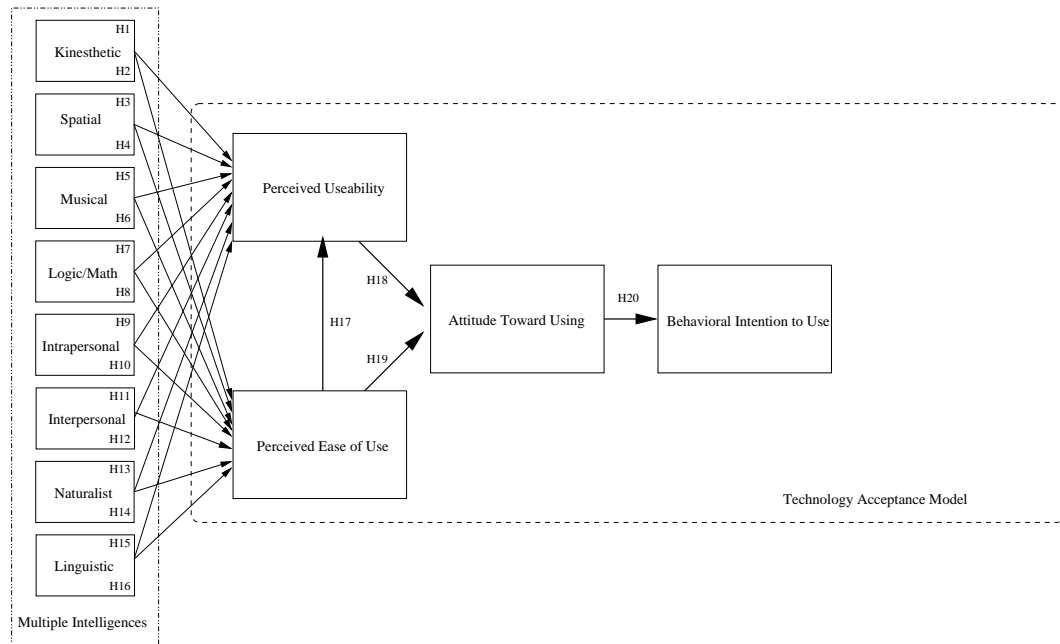 H1
Kinesthetic
H2
H3
Spatial
H4
H5
Musical
H6
H7
Logic/Math
H8
H9
Intrapersonal
H10
H11
Interpersonal
H12
H13
Naturalist
H14
H15
Linguistic
H16
Multiple Intelligences
Perceived Useability
H17
Perceived Ease of Use
H18
H19
Attitude Toward Using
H20
Behavioral Intention to Use
Technology Acceptance Model